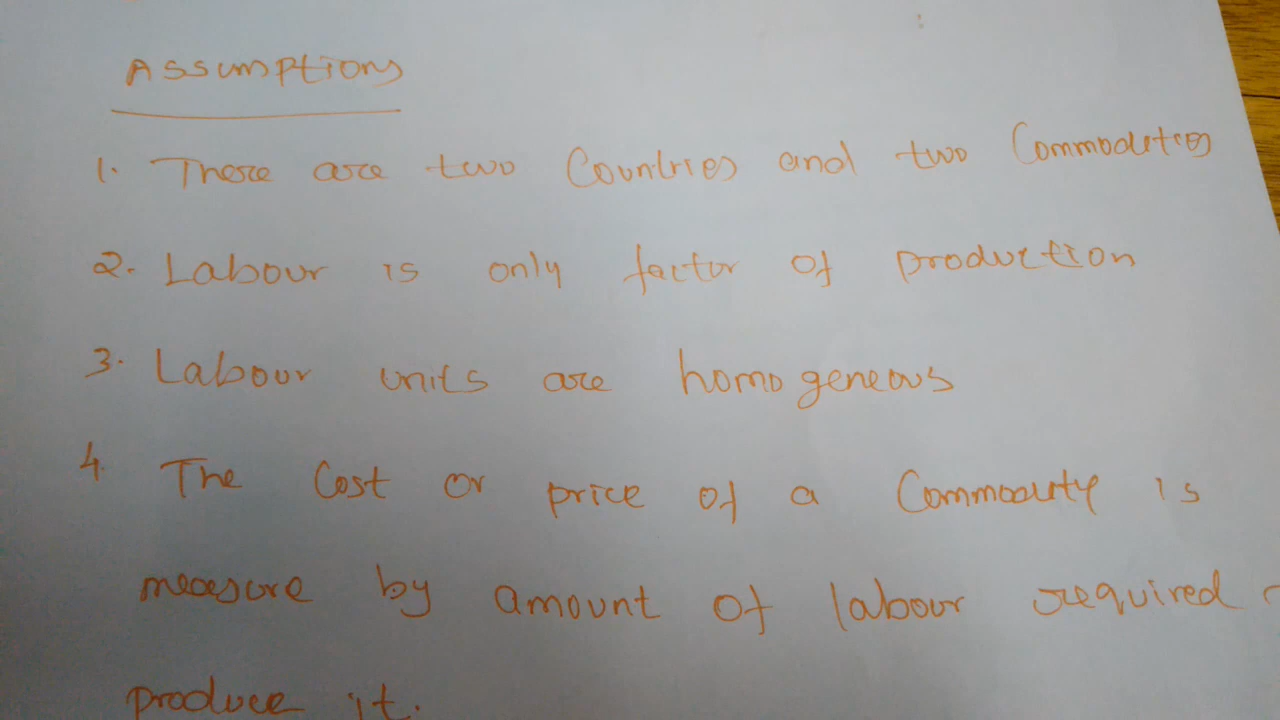 Assumptions
1. There are two Countries and two Commodities
2. Labour is only factor of production
3. Labour units are homogeneous
4. The Cost or price of a Commodity is
measure by amount of labour required
produce it.